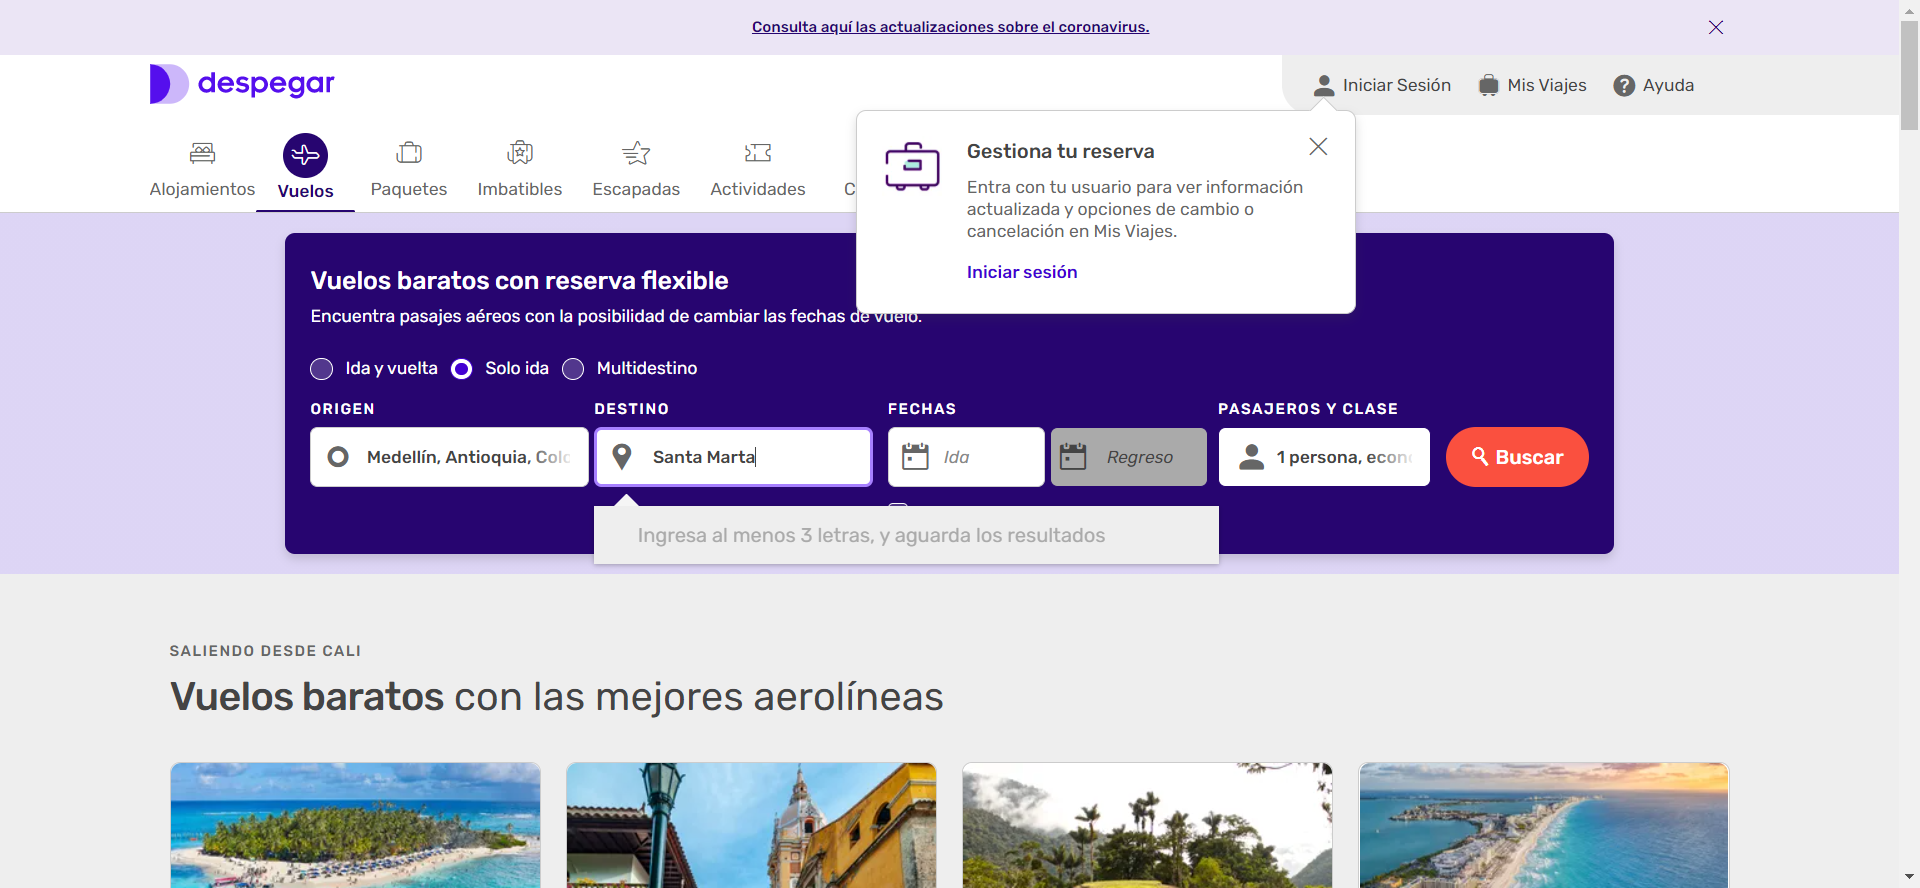 Consulta aquí las actualizaciones sobre el coronavirus.
despegar
Iniciar Sesión
Mis Viajes
Ayuda
Alojamientos
Vuelos
Paquetes
Imbatibles
Escapadas
Actividades
C
Gestiona tu reserva
Entra con tu usuario para ver información
actualizada y opciones de cambio o
cancelación en Mis Viajes.
Iniciar sesión
Vuelos baratos con reserva flexible
Encuentra pasajes aéreos con la posibilidad de cambiar las fechas de vuelo.
Ida y vuelta
Solo ida
Multidestino
ORIGEN
DESTINO
FECHAS
PASAJEROS Y CLASE
Medellín, Antioquia, Colo
Santa Marta
Ida
Regreso
1 persona, econo
Buscar
Ingresa al menos 3 letras, y aguarda los resultados
SALIENDO DESDE CALI
Vuelos baratos con las mejores aerolíneas